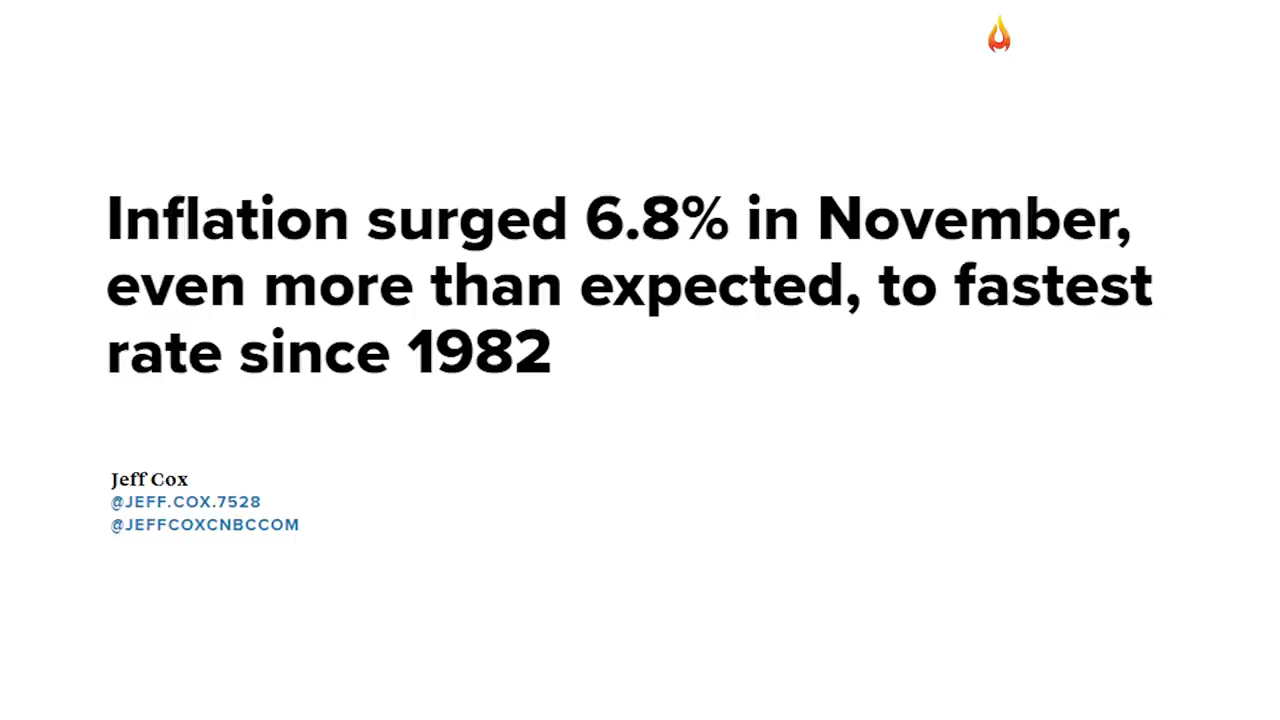 Inflation surged 6.8% in November,
even more than expected, to fastest
rate since 1982
Jeff Cox
@JEFF.COX.7528
@JEFFCOXCNBCCOM